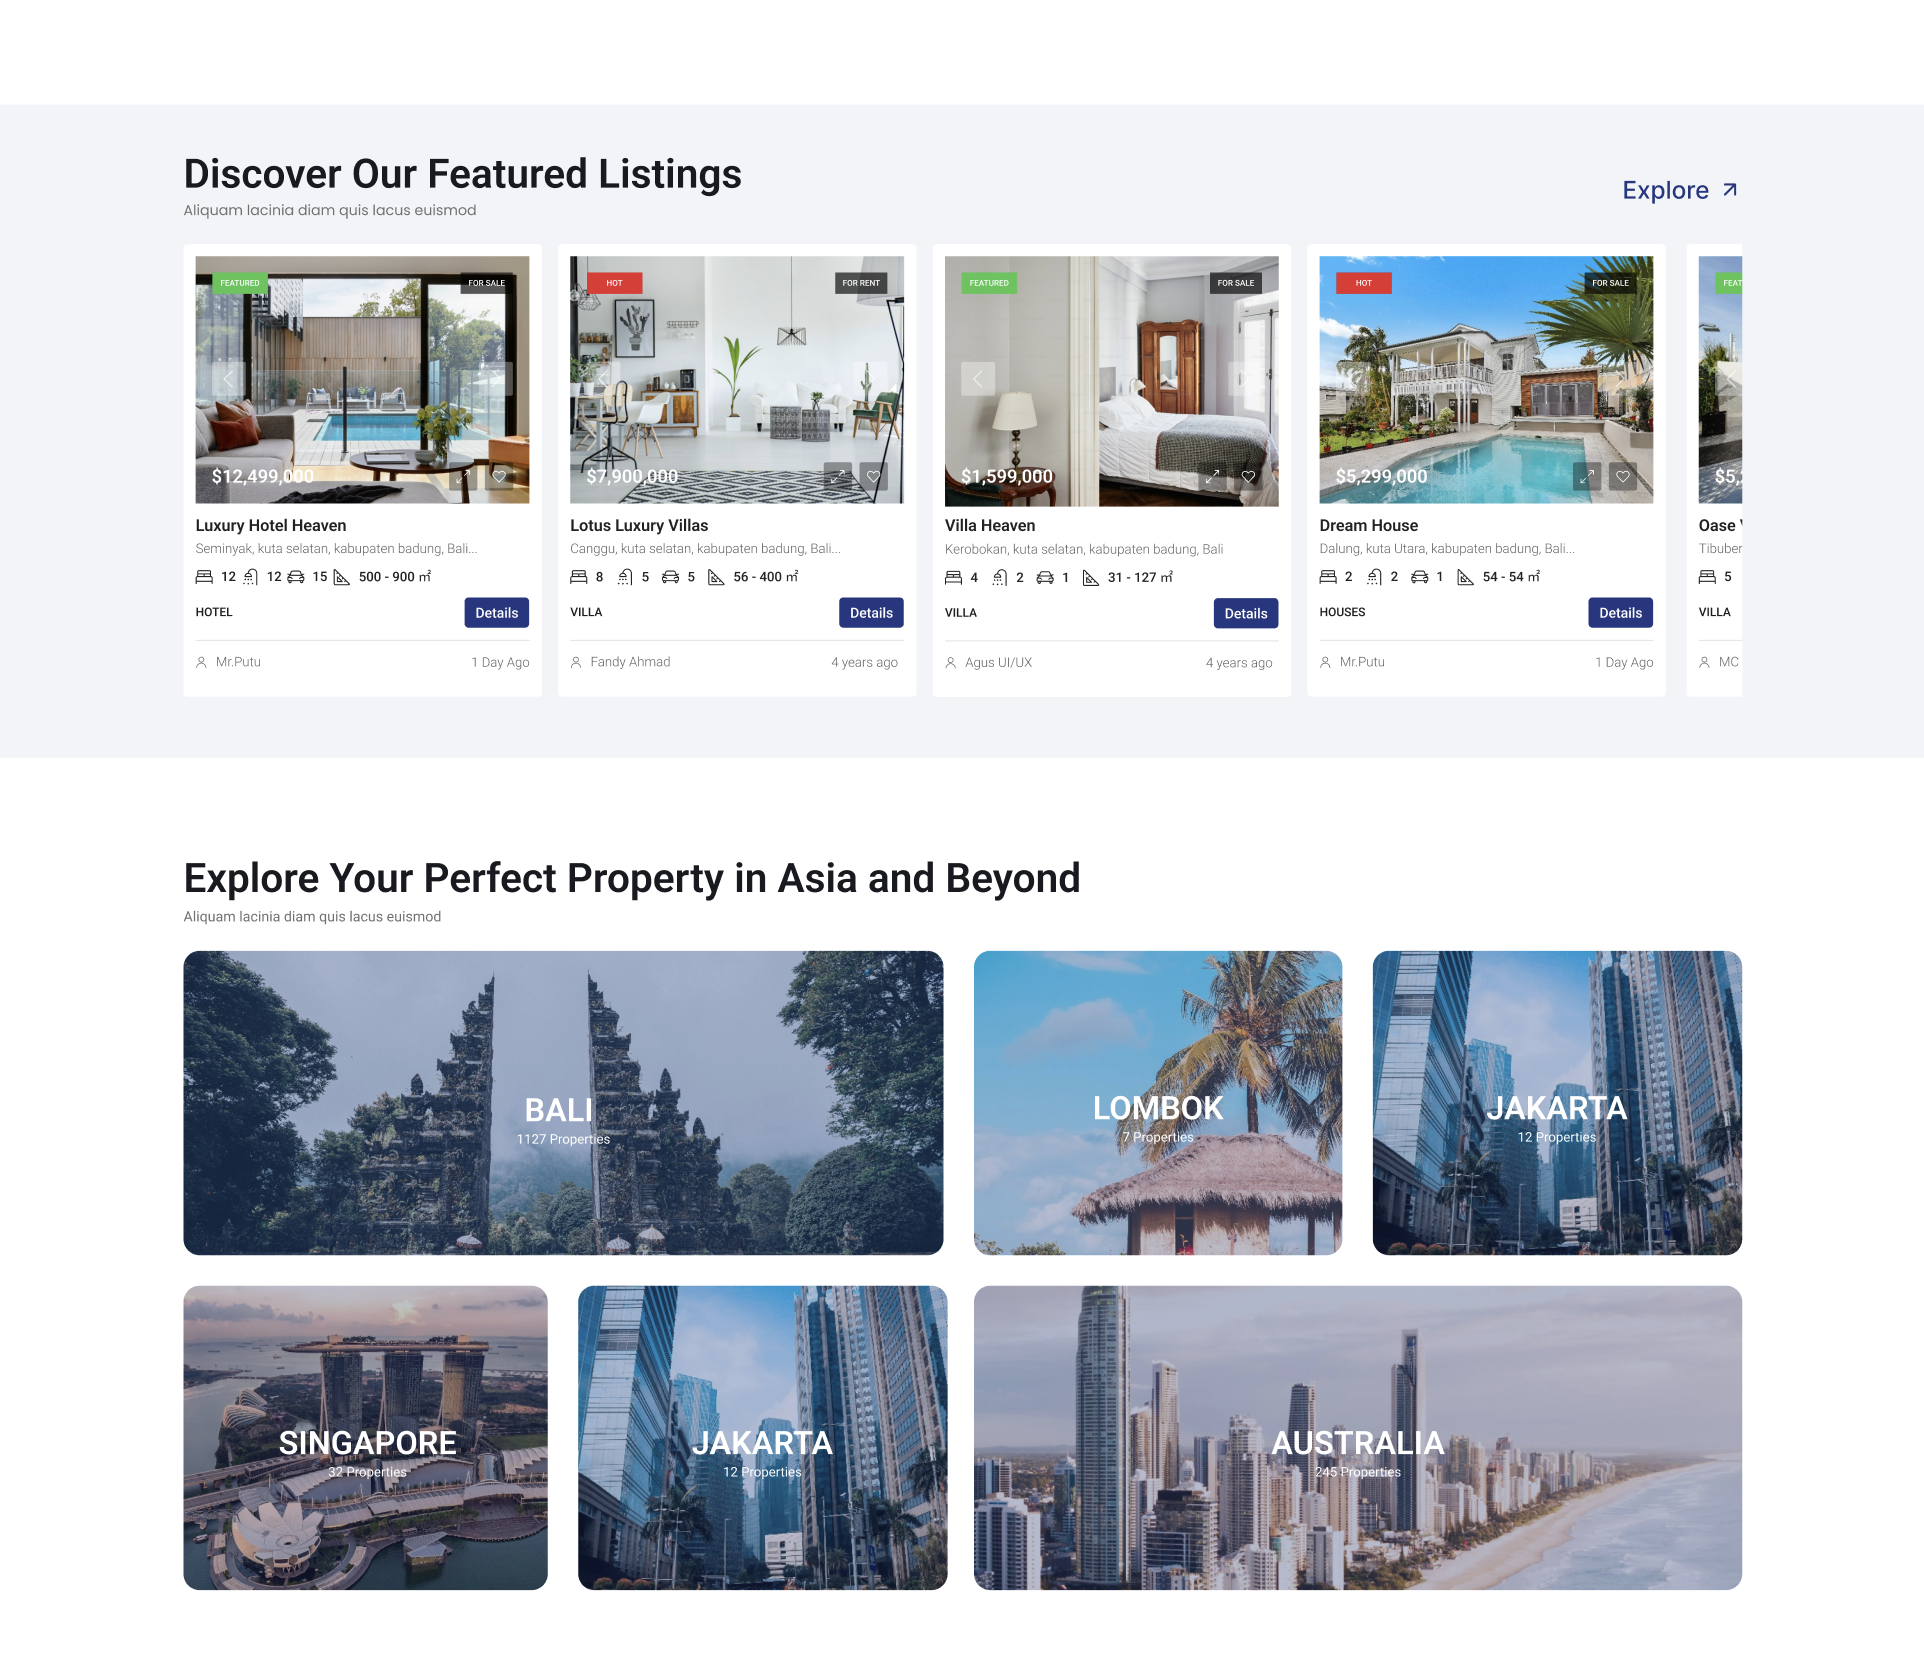 Discover Our Featured Listings
Aliquam lacinia diam quis lacus euismod
Explore
FEATURED
FOR SALE
$12,499,000
Luxury Hotel Heaven
Seminyak, kuta selatan, kabupaten badung, Bali...
12 12 15 500 - 900 m²
HOTEL
Details
Mr.Putu
1 Day Ago
HOT
FOR RENT
$7,900,000
Lotus Luxury Villas
Canggu, kuta selatan, kabupaten badung, Bali...
8 5 5 56 - 400 m²
VILLA
Details
Fandy Ahmad
4 years ago
FEATURED
FOR SALE
$1,599,000
Villa Heaven
Kerobokan, kuta selatan, kabupaten badung, Bali
4 2 1 31 - 127 m²
VILLA
Details
Agus UI/UX
4 years ago
HOT
FOR SALE
$5,299,000
Dream House
Dalung, kuta Utara, kabupaten badung, Bali...
2 2 1 54 - 54 m²
HOUSES
Details
Mr.Putu
1 Day Ago
FEAT
$5,
Oase
Tibuber
5
VILLA
MC
Explore Your Perfect Property in Asia and Beyond
Aliquam lacinia diam quis lacus euismod
BALI
1127 Properties
LOMBOK
7 Properties
JAKARTA
12 Properties
SINGAPORE
32 Properties
JAKARTA
12 Properties
AUSTRALIA
245 Properties